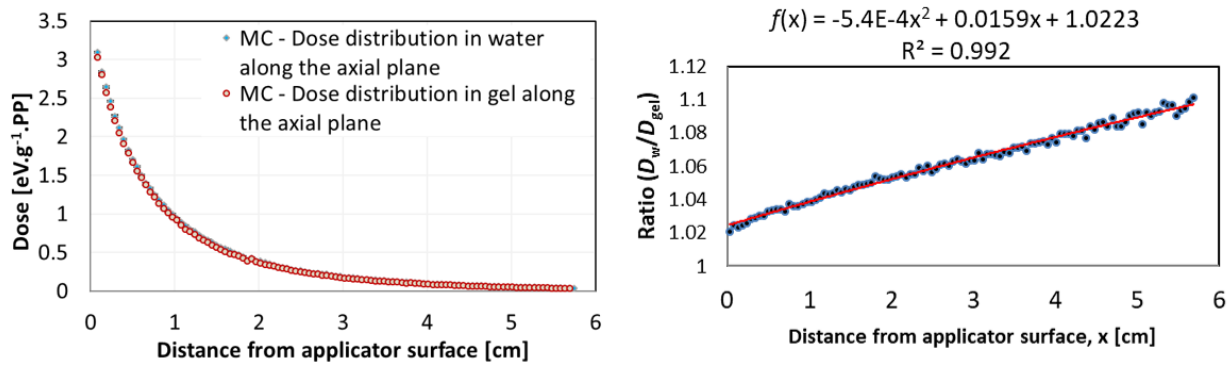 3.5
3
2.5
2
1.5
1
0.5
0
Dose [eV.g⁻¹.PP]
MC - Dose distribution in water
along the axial plane
MC - Dose distribution in gel along
the axial plane
0 1 2 3 4 5 6
Distance from applicator surface [cm]
f(x) = -5.4E-4x² + 0.0159x + 1.0223
R² = 0.992
1.12
1.1
1.08
1.06
1.04
1.02
1
Ratio (D_w/D_gel)
0 1 2 3 4 5 6
Distance from applicator surface, x [cm]